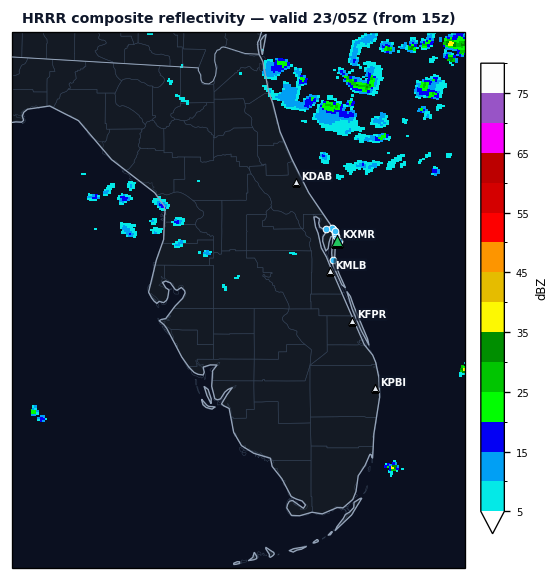 HRRR composite reflectivity — valid 23/05Z (from 15z)
KDAB
KXMR
KMLB
KFPR
KPBI
75
65
55
45
35
25
15
5
dBZ